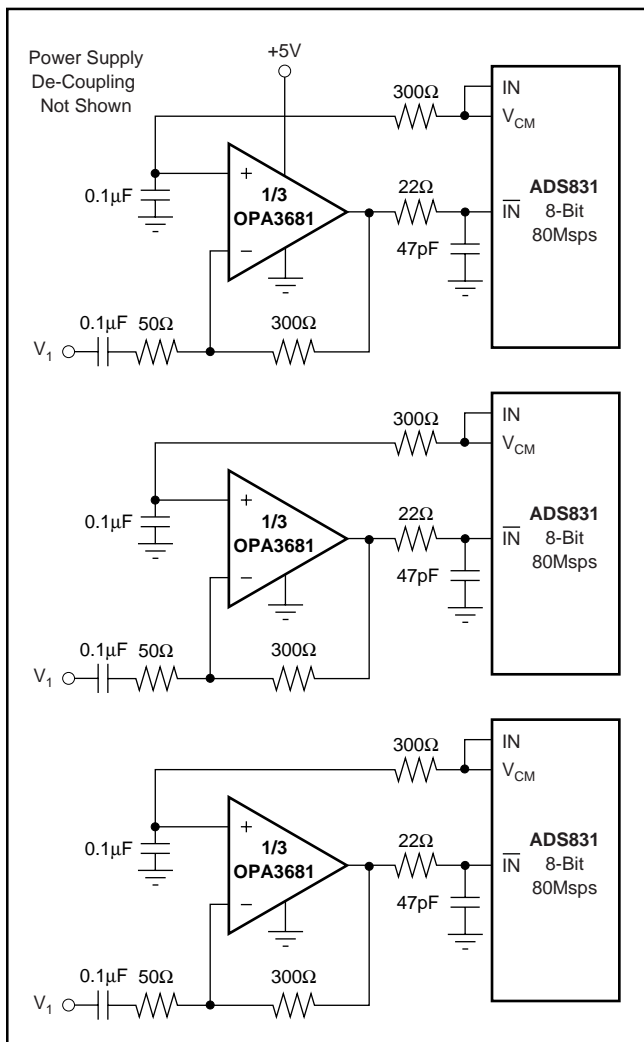 Power Supply
De-Coupling
Not Shown
+5V
300Ω
IN
V_CM
0.1µF
+
1/3
OPA3681
−
22Ω
47pF
I̅N̅
ADS831
8-Bit
80Msps
0.1µF
50Ω
300Ω
V_1
300Ω
IN
V_CM
0.1µF
+
1/3
OPA3681
−
22Ω
47pF
I̅N̅
ADS831
8-Bit
80Msps
0.1µF
50Ω
300Ω
V_1
300Ω
IN
V_CM
0.1µF
+
1/3
OPA3681
−
22Ω
47pF
I̅N̅
ADS831
8-Bit
80Msps
0.1µF
50Ω
300Ω
V_1